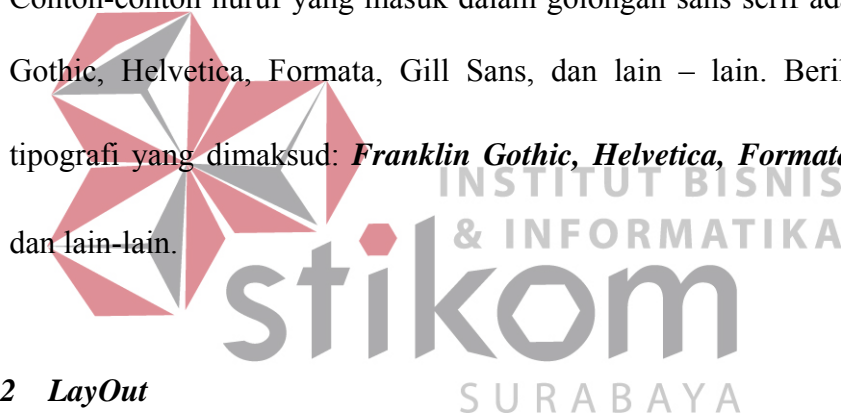 Contoh-contoh huruf yang masuk dalam golongan sans serif ada
Gothic, Helvetica, Formata, Gill Sans, dan lain – lain. Beril
tipografi yang dimaksud: Franklin Gothic, Helvetica, Formata
INSTITUT BISNIS
dan lain-lain.
& INFORMATIKA
stikom
2 LayOut
SURABAYA